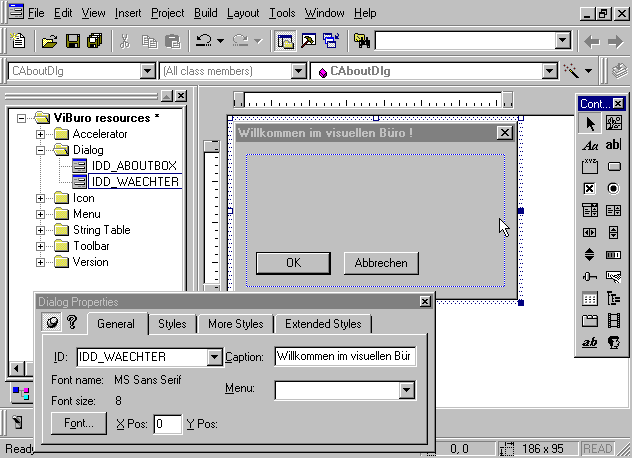 File Edit View Insert Project Build Layout Tools Window Help
CAboutDlg (All class members) CAboutDlg
ViBuro resources *
Accelerator
Dialog
IDD_ABOUTBOX
IDD_WAECHTER
Icon
Menu
String Table
Toolbar
Version
Willkommen im visuellen Büro !
OK Abbrechen
Cont...
Aa ab|
xyz
ab
Dialog Properties
General Styles More Styles Extended Styles
ID: IDD_WAECHTER Caption: Willkommen im visuellen Bür
Font name: MS Sans Serif
Menu:
Font size: 8
Font... X Pos: 0 Y Pos:
Ready 0, 0 186 x 95 READ